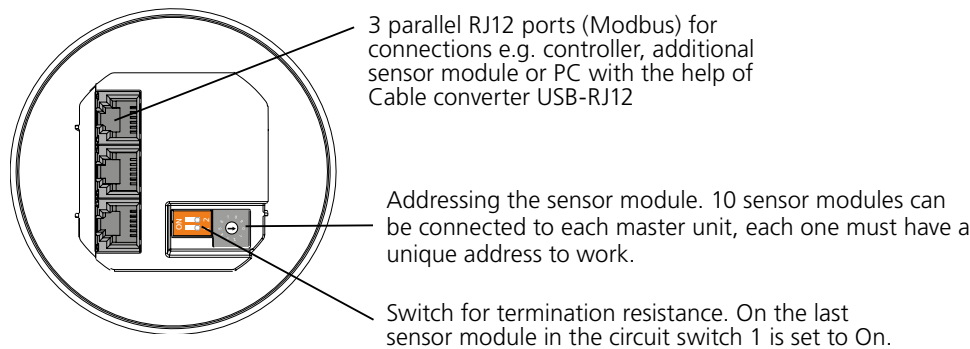 3 parallel RJ12 ports (Modbus) for
connections e.g. controller, additional
sensor module or PC with the help of
Cable converter USB-RJ12
Addressing the sensor module. 10 sensor modules can
be connected to each master unit, each one must have a
unique address to work.
ON
1 2
Switch for termination resistance. On the last
sensor module in the circuit switch 1 is set to On.